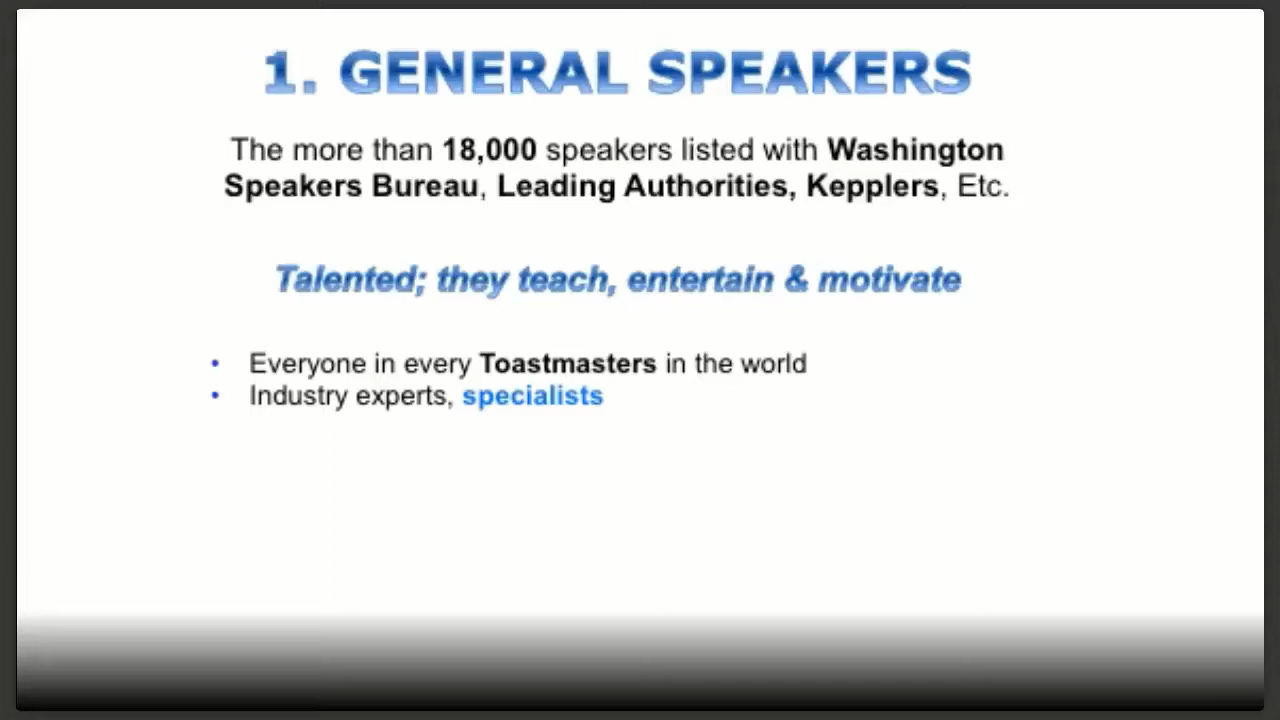 1. GENERAL SPEAKERS
The more than 18,000 speakers listed with Washington
Speakers Bureau, Leading Authorities, Kepplers, Etc.
Talented; they teach, entertain & motivate
• Everyone in every Toastmasters in the world
• Industry experts, specialists